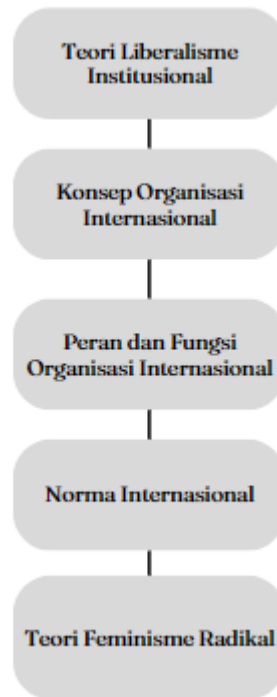 Teori Liberalisme
Institusional
Konsep Organisasi
Internasional
Peran dan Fungsi
Organisasi Internasional
Norma Internasional
Teori Feminisme Radikal